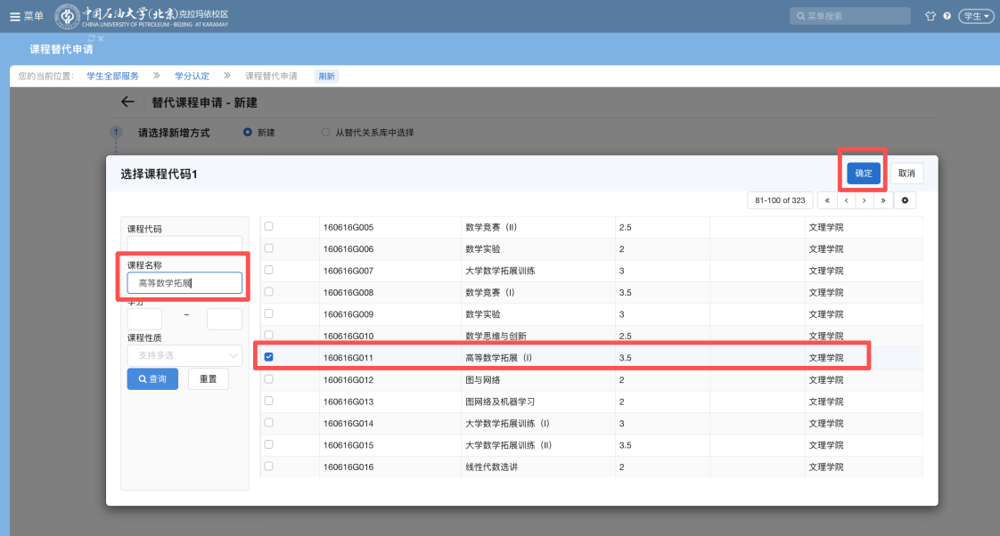 菜单
中国石油大学(北京)克拉玛依校区
CHINA UNIVERSITY OF PETROLEUM - BEIJING AT KARAMAY
菜单搜索
学生
课程替代申请
您的当前位置: 学生全部服务 学分认定 课程替代申请 刷新
替代课程申请 - 新建
1 请选择新增方式 新建 从替代关系库中选择
选择课程代码1
确定 取消
81-100 of 323 « ‹ › »
课程代码
课程名称
高等数学拓展
学分
~
课程性质
支持多选
查询 重置
160616G005 数学竞赛（II） 2.5 文理学院
160616G006 数学实验 2 文理学院
160616G007 大学数学拓展训练 3 文理学院
160616G008 数学竞赛（I） 3.5 文理学院
160616G009 数学实验 3 文理学院
160616G010 数学思维与创新 2.5 文理学院
160616G011 高等数学拓展（I） 3.5 文理学院
160616G012 图与网络 2 文理学院
160616G013 图网络及机器学习 2 文理学院
160616G014 大学数学拓展训练（I） 3 文理学院
160616G015 大学数学拓展训练（II） 3.5 文理学院
160616G016 线性代数选讲 2 文理学院